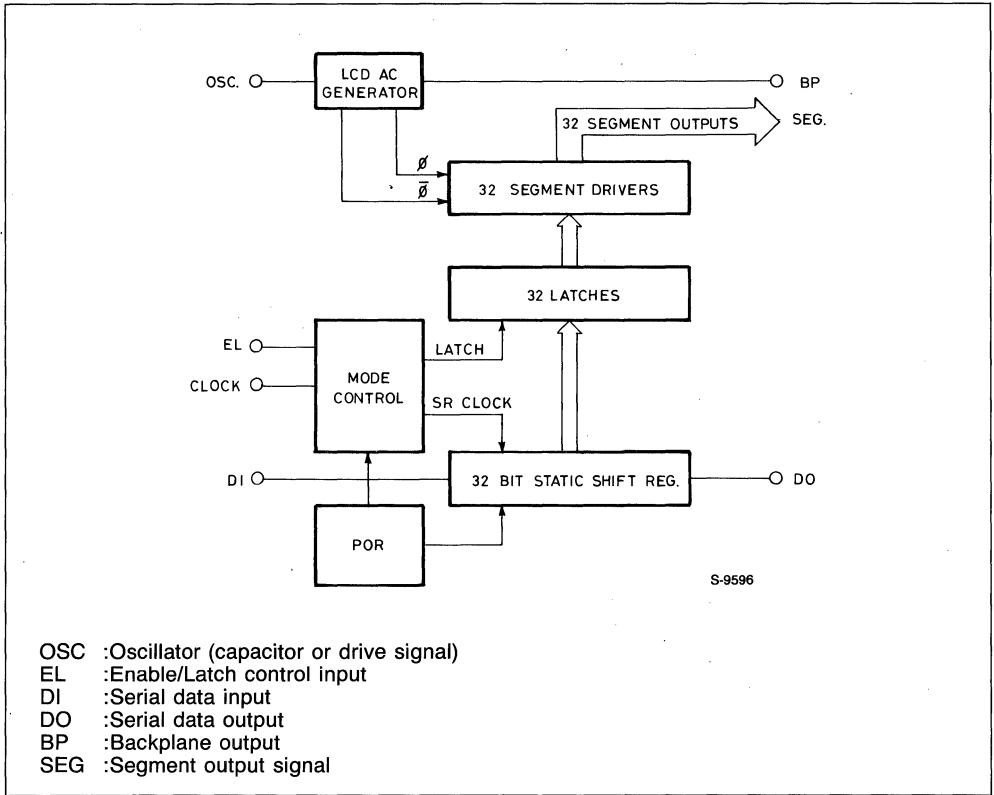 OSC.
LCD AC
GENERATOR
BP
32 SEGMENT OUTPUTS
SEG.
Ø
Ø̅
32 SEGMENT DRIVERS
32 LATCHES
EL
LATCH
CLOCK
MODE
CONTROL
SR CLOCK
DI
32 BIT STATIC SHIFT REG.
DO
POR
S-9596
OSC :Oscillator (capacitor or drive signal)
EL :Enable/Latch control input
DI :Serial data input
DO :Serial data output
BP :Backplane output
SEG :Segment output signal